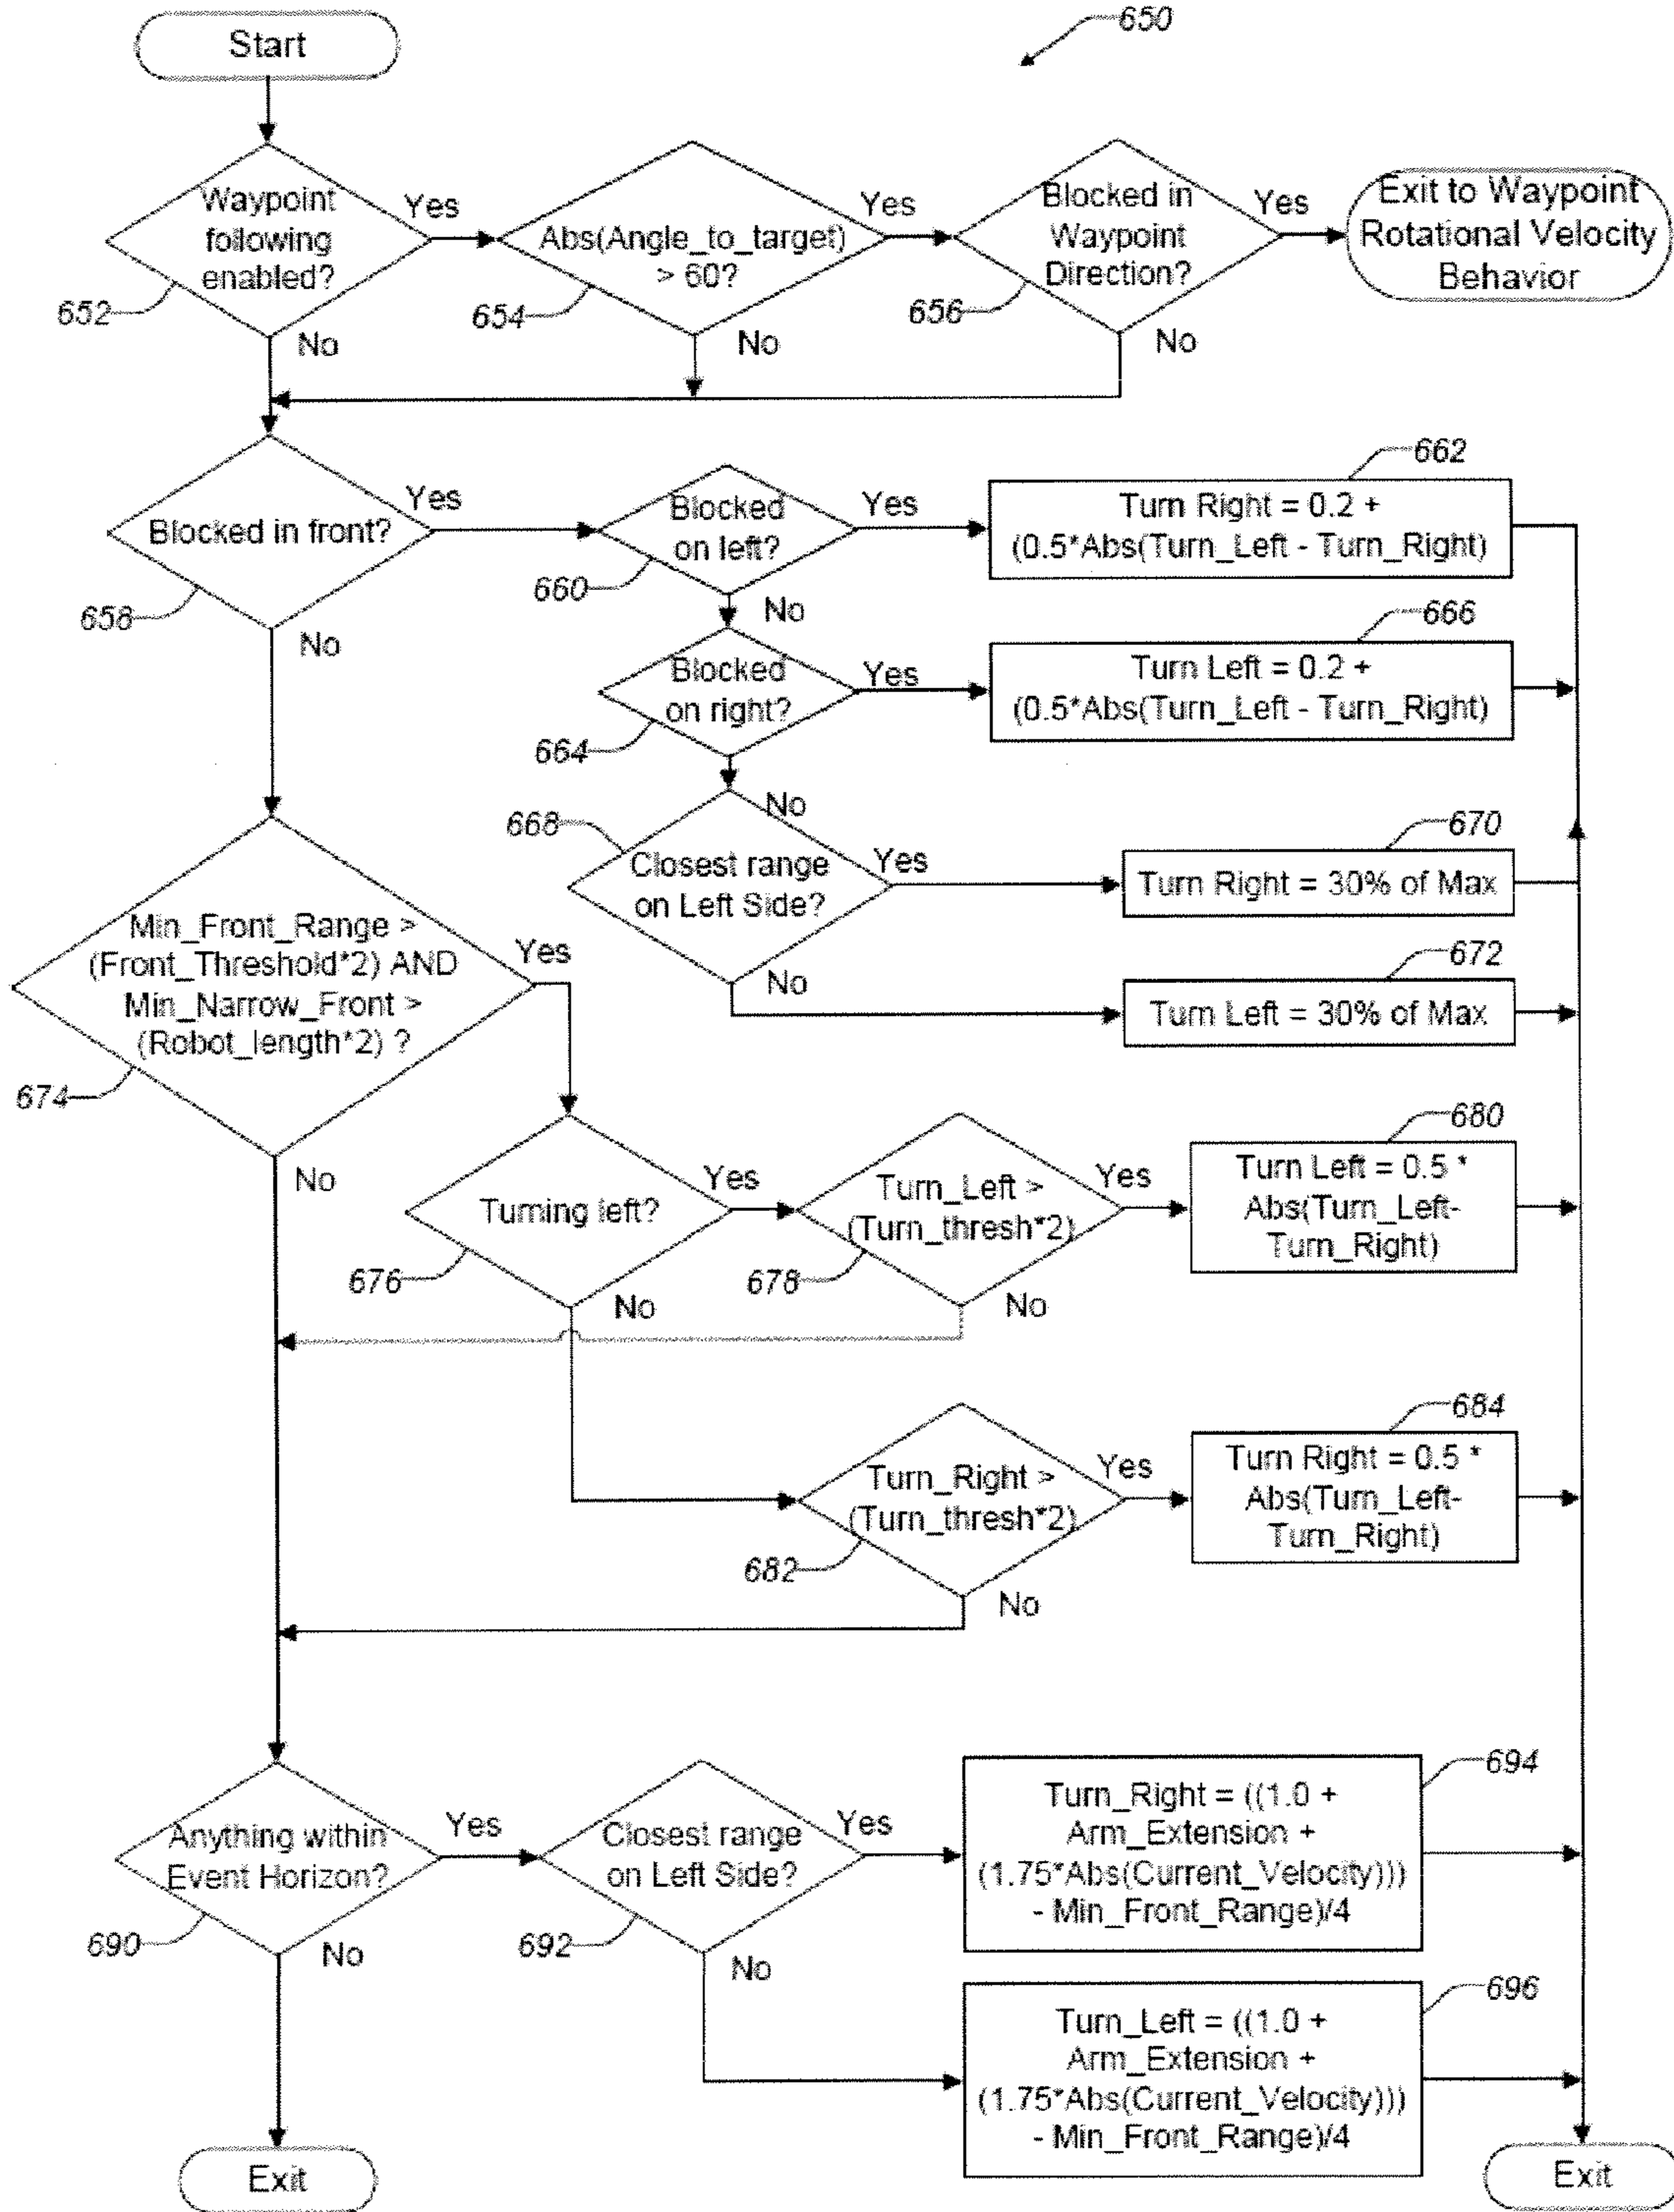 650
Start
Waypoint
following
enabled?
652
Yes
No
Abs(Angle_to_target)
> 60?
654
Yes
No
Blocked in
Waypoint
Direction?
656
Yes
No
Exit to Waypoint
Rotational Velocity
Behavior
Blocked in front?
658
Yes
No
Blocked
on left?
660
Yes
No
662
Turn Right = 0.2 +
(0.5*Abs(Turn_Left - Turn_Right)
Blocked
on right?
664
Yes
No
666
Turn Left = 0.2 +
(0.5*Abs(Turn_Left - Turn_Right)
668
Closest range
on Left Side?
Yes
No
670
Turn Right = 30% of Max
672
Turn Left = 30% of Max
Min_Front_Range >
(Front_Threshold*2) AND
Min_Narrow_Front >
(Robot_length*2) ?
674
Yes
No
Turning left?
676
Yes
No
Turn_Left >
(Turn_thresh*2)
678
Yes
No
680
Turn Left = 0.5 *
Abs(Turn_Left-
Turn_Right)
Turn_Right >
(Turn_thresh*2)
682
Yes
No
684
Turn Right = 0.5 *
Abs(Turn_Left-
Turn_Right)
Anything within
Event Horizon?
690
Yes
No
Closest range
on Left Side?
692
Yes
No
694
Turn_Right = ((1.0 +
Arm_Extension +
(1.75*Abs(Current_Velocity)))
- Min_Front_Range)/4
696
Turn_Left = ((1.0 +
Arm_Extension +
(1.75*Abs(Current_Velocity)))
- Min_Front_Range)/4
Exit
Exit